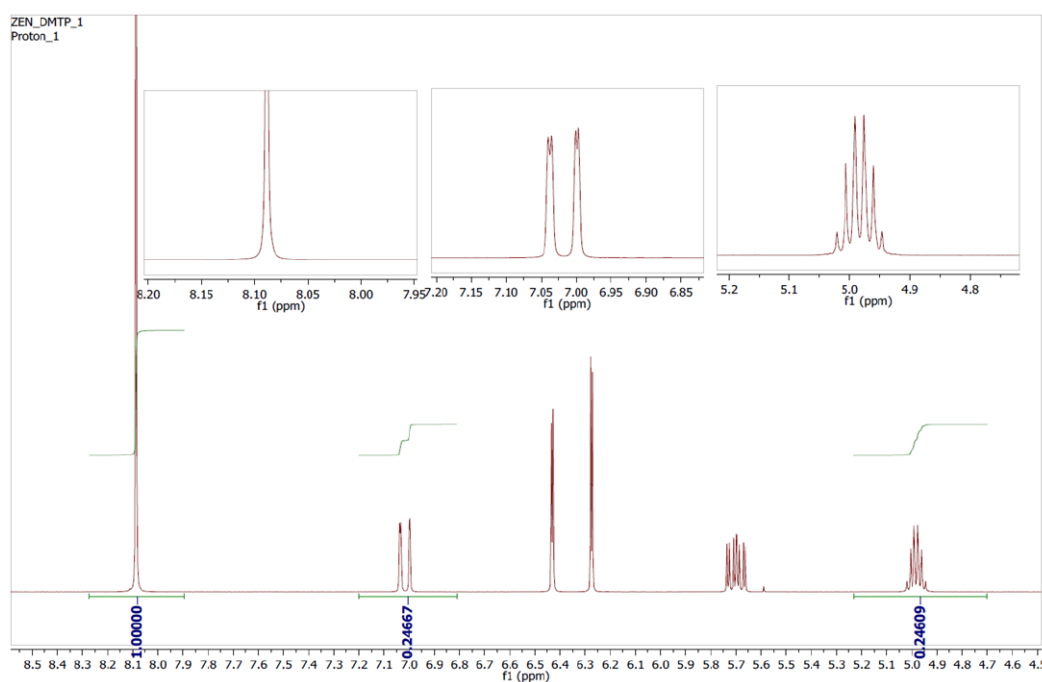 ZEN_DMTP_1
Proton_1
8.20 8.15 8.10 8.05 8.00 7.95
f1 (ppm)
7.20 7.15 7.10 7.05 7.00 6.95 6.90 6.85
f1 (ppm)
5.2 5.1 5.0 4.9 4.8
f1 (ppm)
1.00000
0.24667
0.24609
8.5 8.4 8.3 8.2 8.1 8.0 7.9 7.8 7.7 7.6 7.5 7.4 7.3 7.2 7.1 7.0 6.9 6.8 6.7 6.6 6.5 6.4 6.3 6.2 6.1 6.0 5.9 5.8 5.7 5.6 5.5 5.4 5.3 5.2 5.1 5.0 4.9 4.8 4.7 4.6 4.5
f1 (ppm)